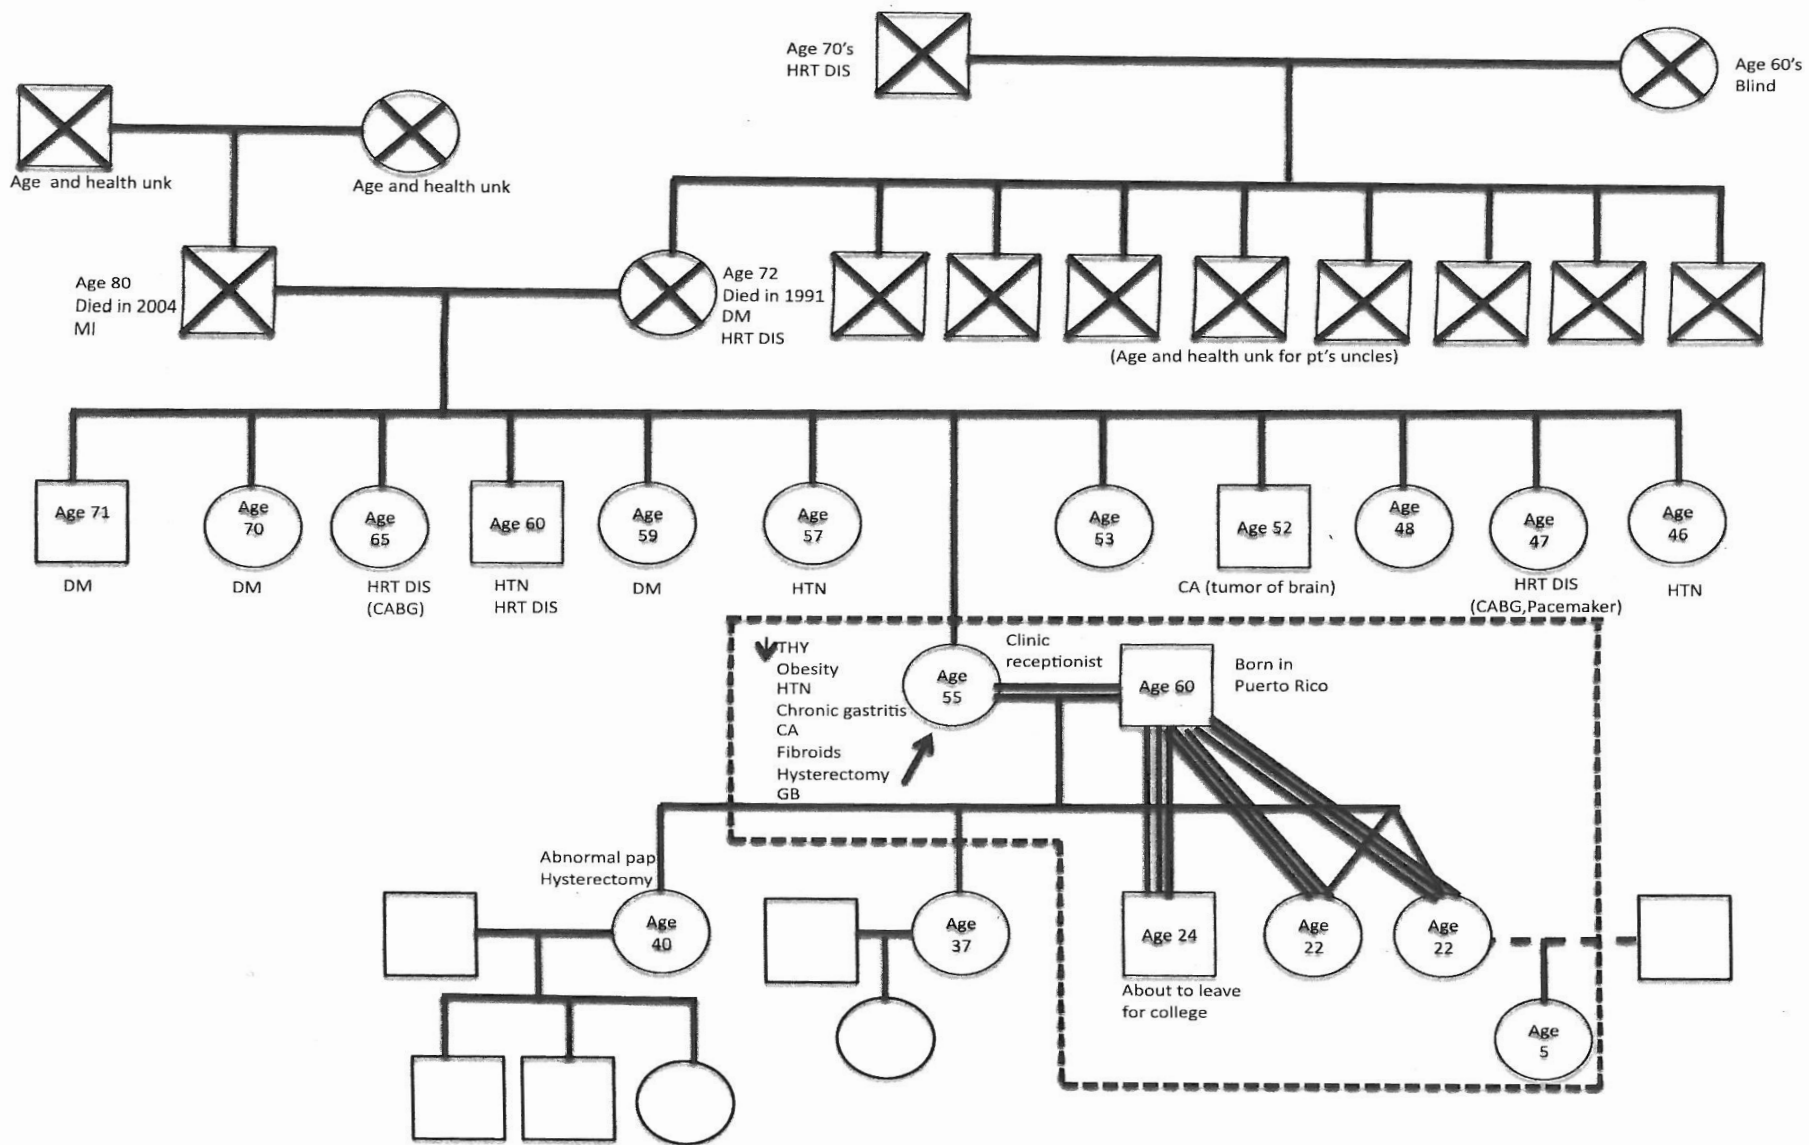 Age 70's
HRT DIS
Age 60's
Blind
Age  and health unk
Age and health unk
Age 80
Died in 2004
MI
Age 72
Died in 1991
DM
HRT DIS
(Age and health unk for pt's uncles)
Age 71
DM
Age
70
DM
Age
65
HRT DIS
(CABG)
Age 60
HTN
HRT DIS
Age
59
DM
Age
57
HTN
Age
53
Age 52
CA (tumor of brain)
Age
48
Age
47
HRT DIS
(CABG,Pacemaker)
Age
46
HTN
THY
Obesity
HTN
Chronic gastritis
CA
Fibroids
Hysterectomy
GB
Age
55
Clinic
receptionist
Age 60
Born in
Puerto Rico
Abnormal pap
Hysterectomy
Age
40
Age
37
Age 24
About to leave
for college
Age
22
Age
22
Age
5